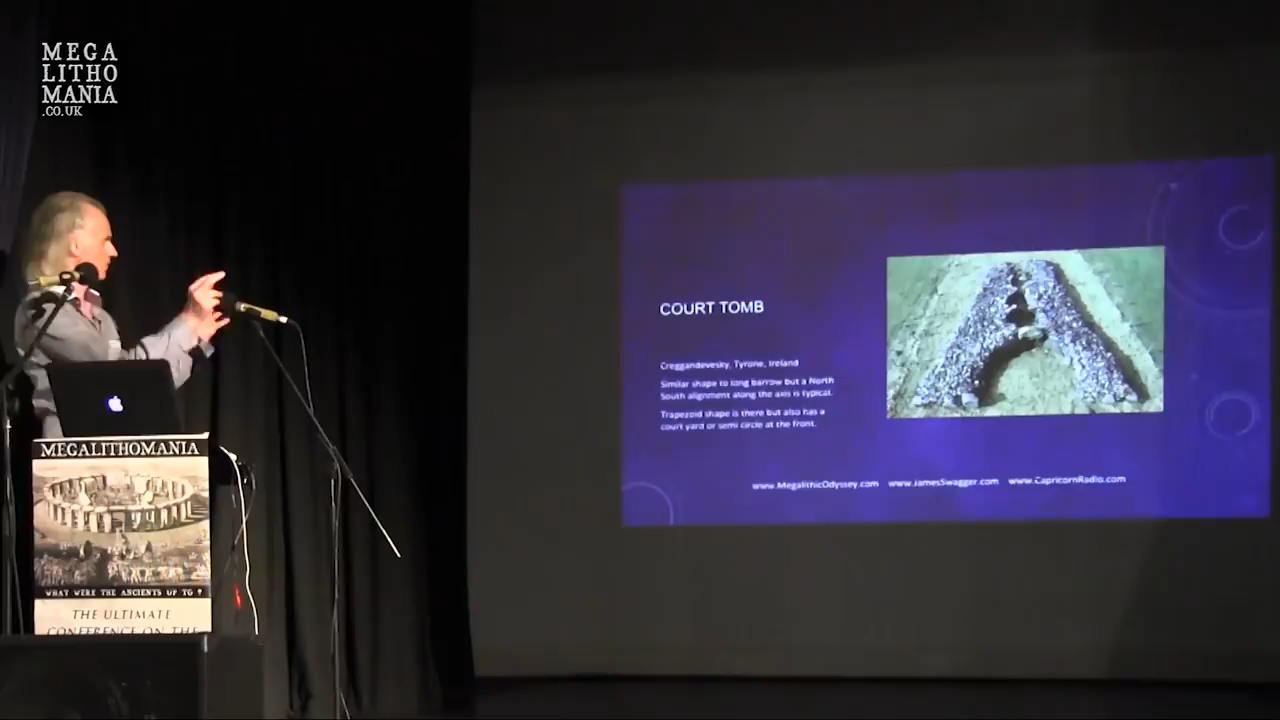 MEGA
LITHO
MANIA
.CO.UK
COURT TOMB
Creggandevesky, Tyrone, Ireland
Similar shape to long barrow but a North
South alignment along the axis is typical.
Trapezoid shape is there but also has a
court yard or semi circle at the front.
www.MegalithicOdyssey.com www.JamesSwagger.com www.CapricornRadio.com
MEGALITHOMANIA
WHAT WERE THE ANCIENTS UP TO ?
THE ULTIMATE
CONFERENCE ON THE